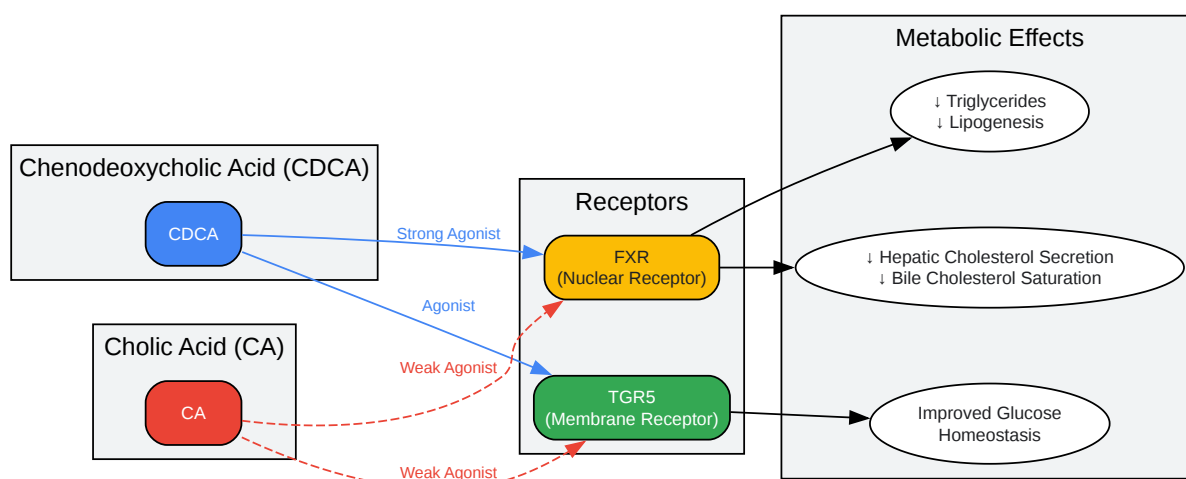 Chenodeoxycholic Acid (CDCA)
CDCA
Cholic Acid (CA)
CA
Strong Agonist
Agonist
Weak Agonist
Weak Agonist
Receptors
FXR
(Nuclear Receptor)
TGR5
(Membrane Receptor)
Metabolic Effects
↓ Triglycerides
↓ Lipogenesis
↓ Hepatic Cholesterol Secretion
↓ Bile Cholesterol Saturation
Improved Glucose
Homeostasis